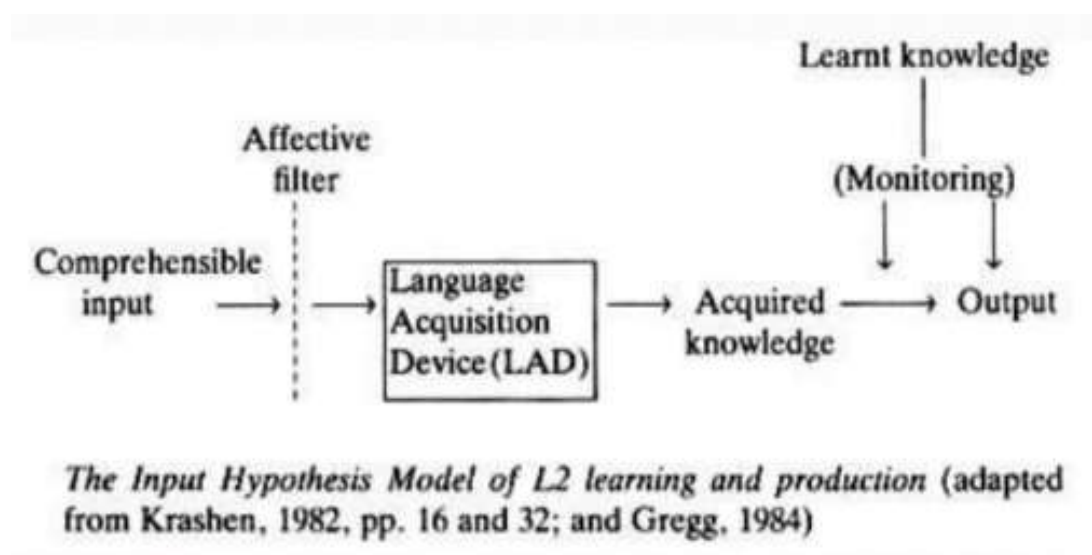 Learnt knowledge
Affective
filter
(Monitoring)
Comprehensible
input
Language
Acquisition
Device (LAD)
Acquired
knowledge
Output
The Input Hypothesis Model of L2 learning and production (adapted
from Krashen, 1982, pp. 16 and 32; and Gregg, 1984)